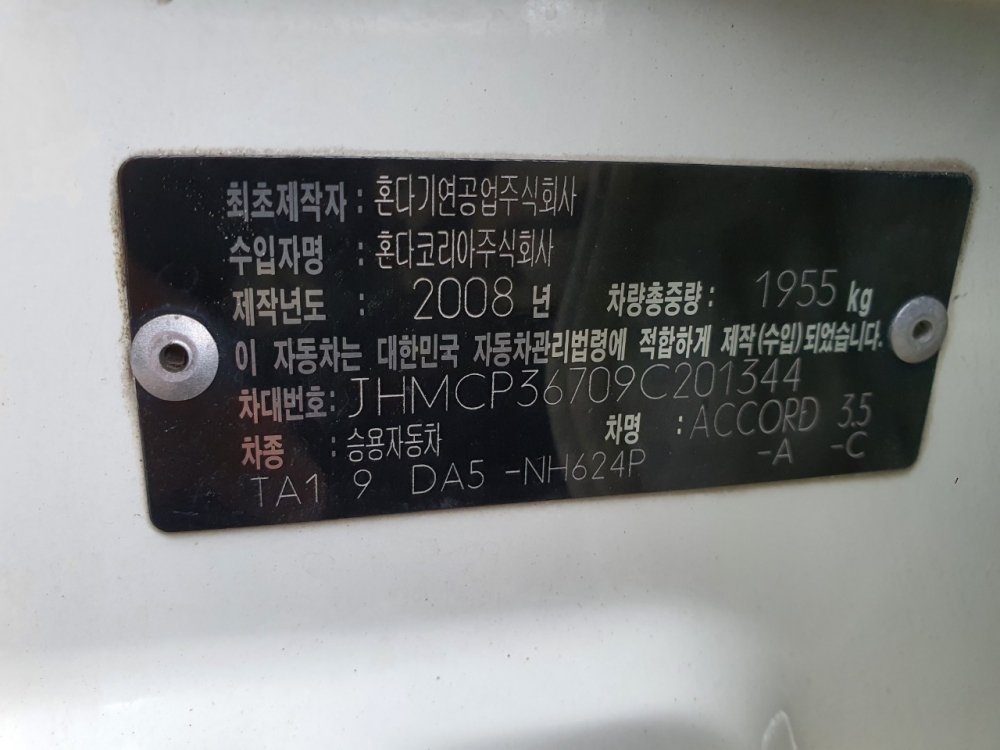 최초제작자 : 혼다기연공업주식회사
수입자명 : 혼다코리아주식회사
제작년도 : 2008 년 차량총중량 : 1955 kg
이 자동차는 대한민국 자동차관리법령에 적합하게 제작(수입)되었습니다.
차대번호: JHMCP36709C201344
차종 : 승용자동차 차명 : ACCORD 3.5
TA1 9 DA5 -NH624P -A -C